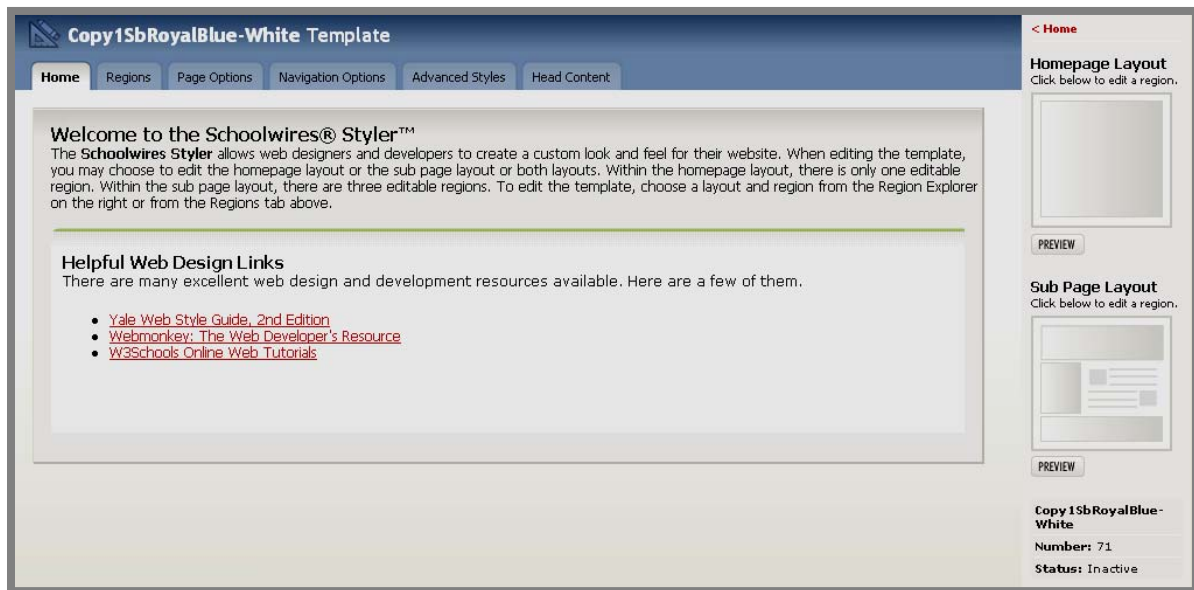 Copy1SbRoyalBlue-White Template
Home Regions Page Options Navigation Options Advanced Styles Head Content
Welcome to the Schoolwires® Styler™
The Schoolwires Styler allows web designers and developers to create a custom look and feel for their website. When editing the template,
you may choose to edit the homepage layout or the sub page layout or both layouts. Within the homepage layout, there is only one editable
region. Within the sub page layout, there are three editable regions. To edit the template, choose a layout and region from the Region Explorer
on the right or from the Regions tab above.
Helpful Web Design Links
There are many excellent web design and development resources available. Here are a few of them.
• Yale Web Style Guide, 2nd Edition
• Webmonkey: The Web Developer's Resource
• W3Schools Online Web Tutorials
< Home
Homepage Layout
Click below to edit a region.
PREVIEW
Sub Page Layout
Click below to edit a region.
PREVIEW
Copy1SbRoyalBlue-
White
Number: 71
Status: Inactive